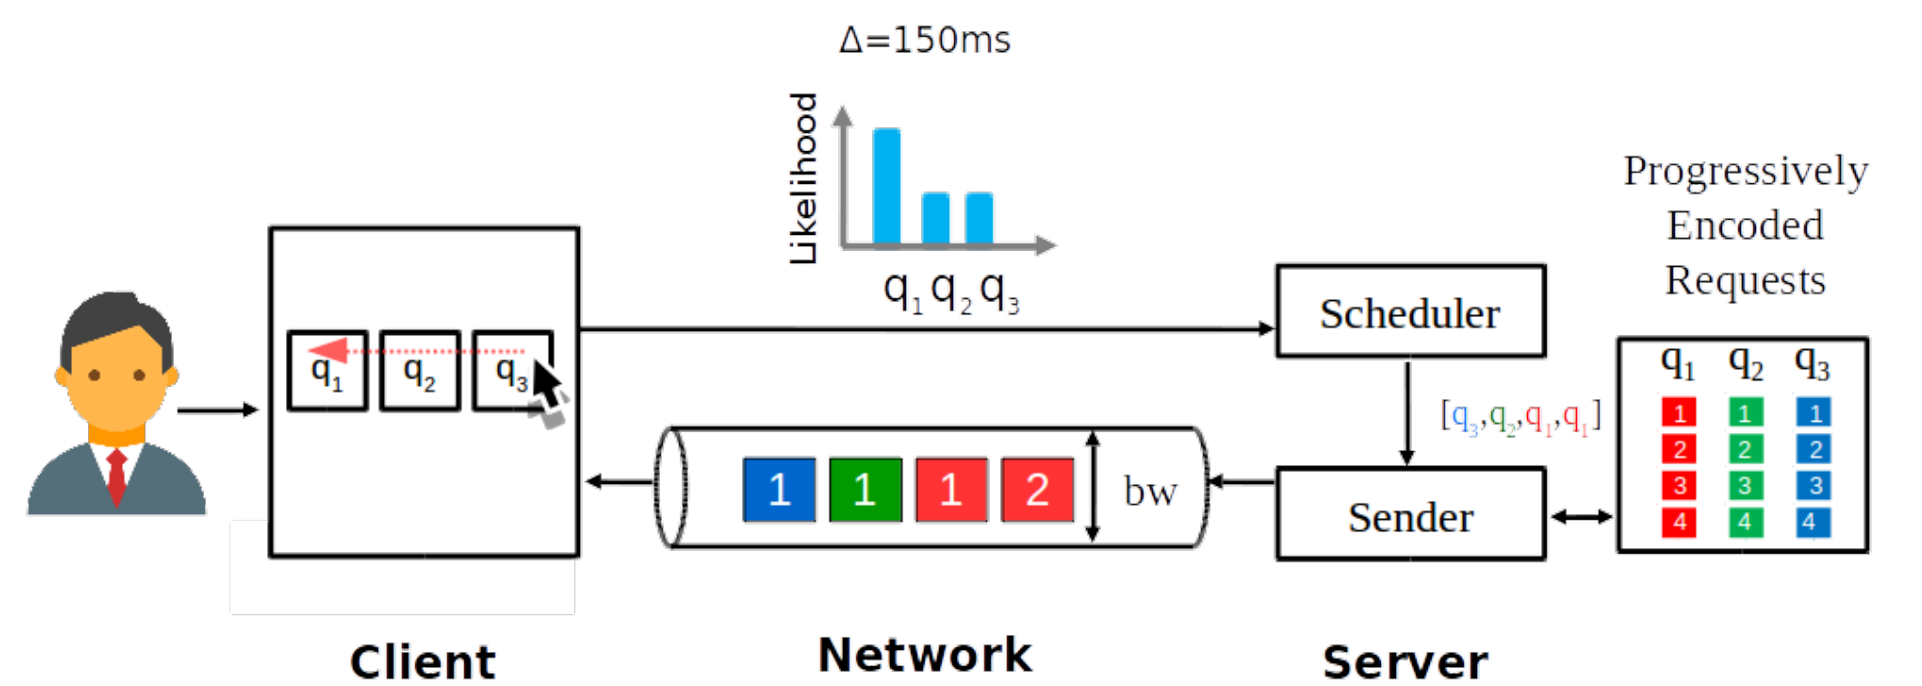 Δ=150ms
Likelihood
q₁ q₂ q₃
Progressively
Encoded
Requests
q₁ q₂ q₃
Scheduler
q₁ q₂ q₃
1 1 1
2 2 2
3 3 3
4 4 4
[q₃,q₂,q₁,q₁]
1 1 1 2
bw
Sender
Client
Network
Server